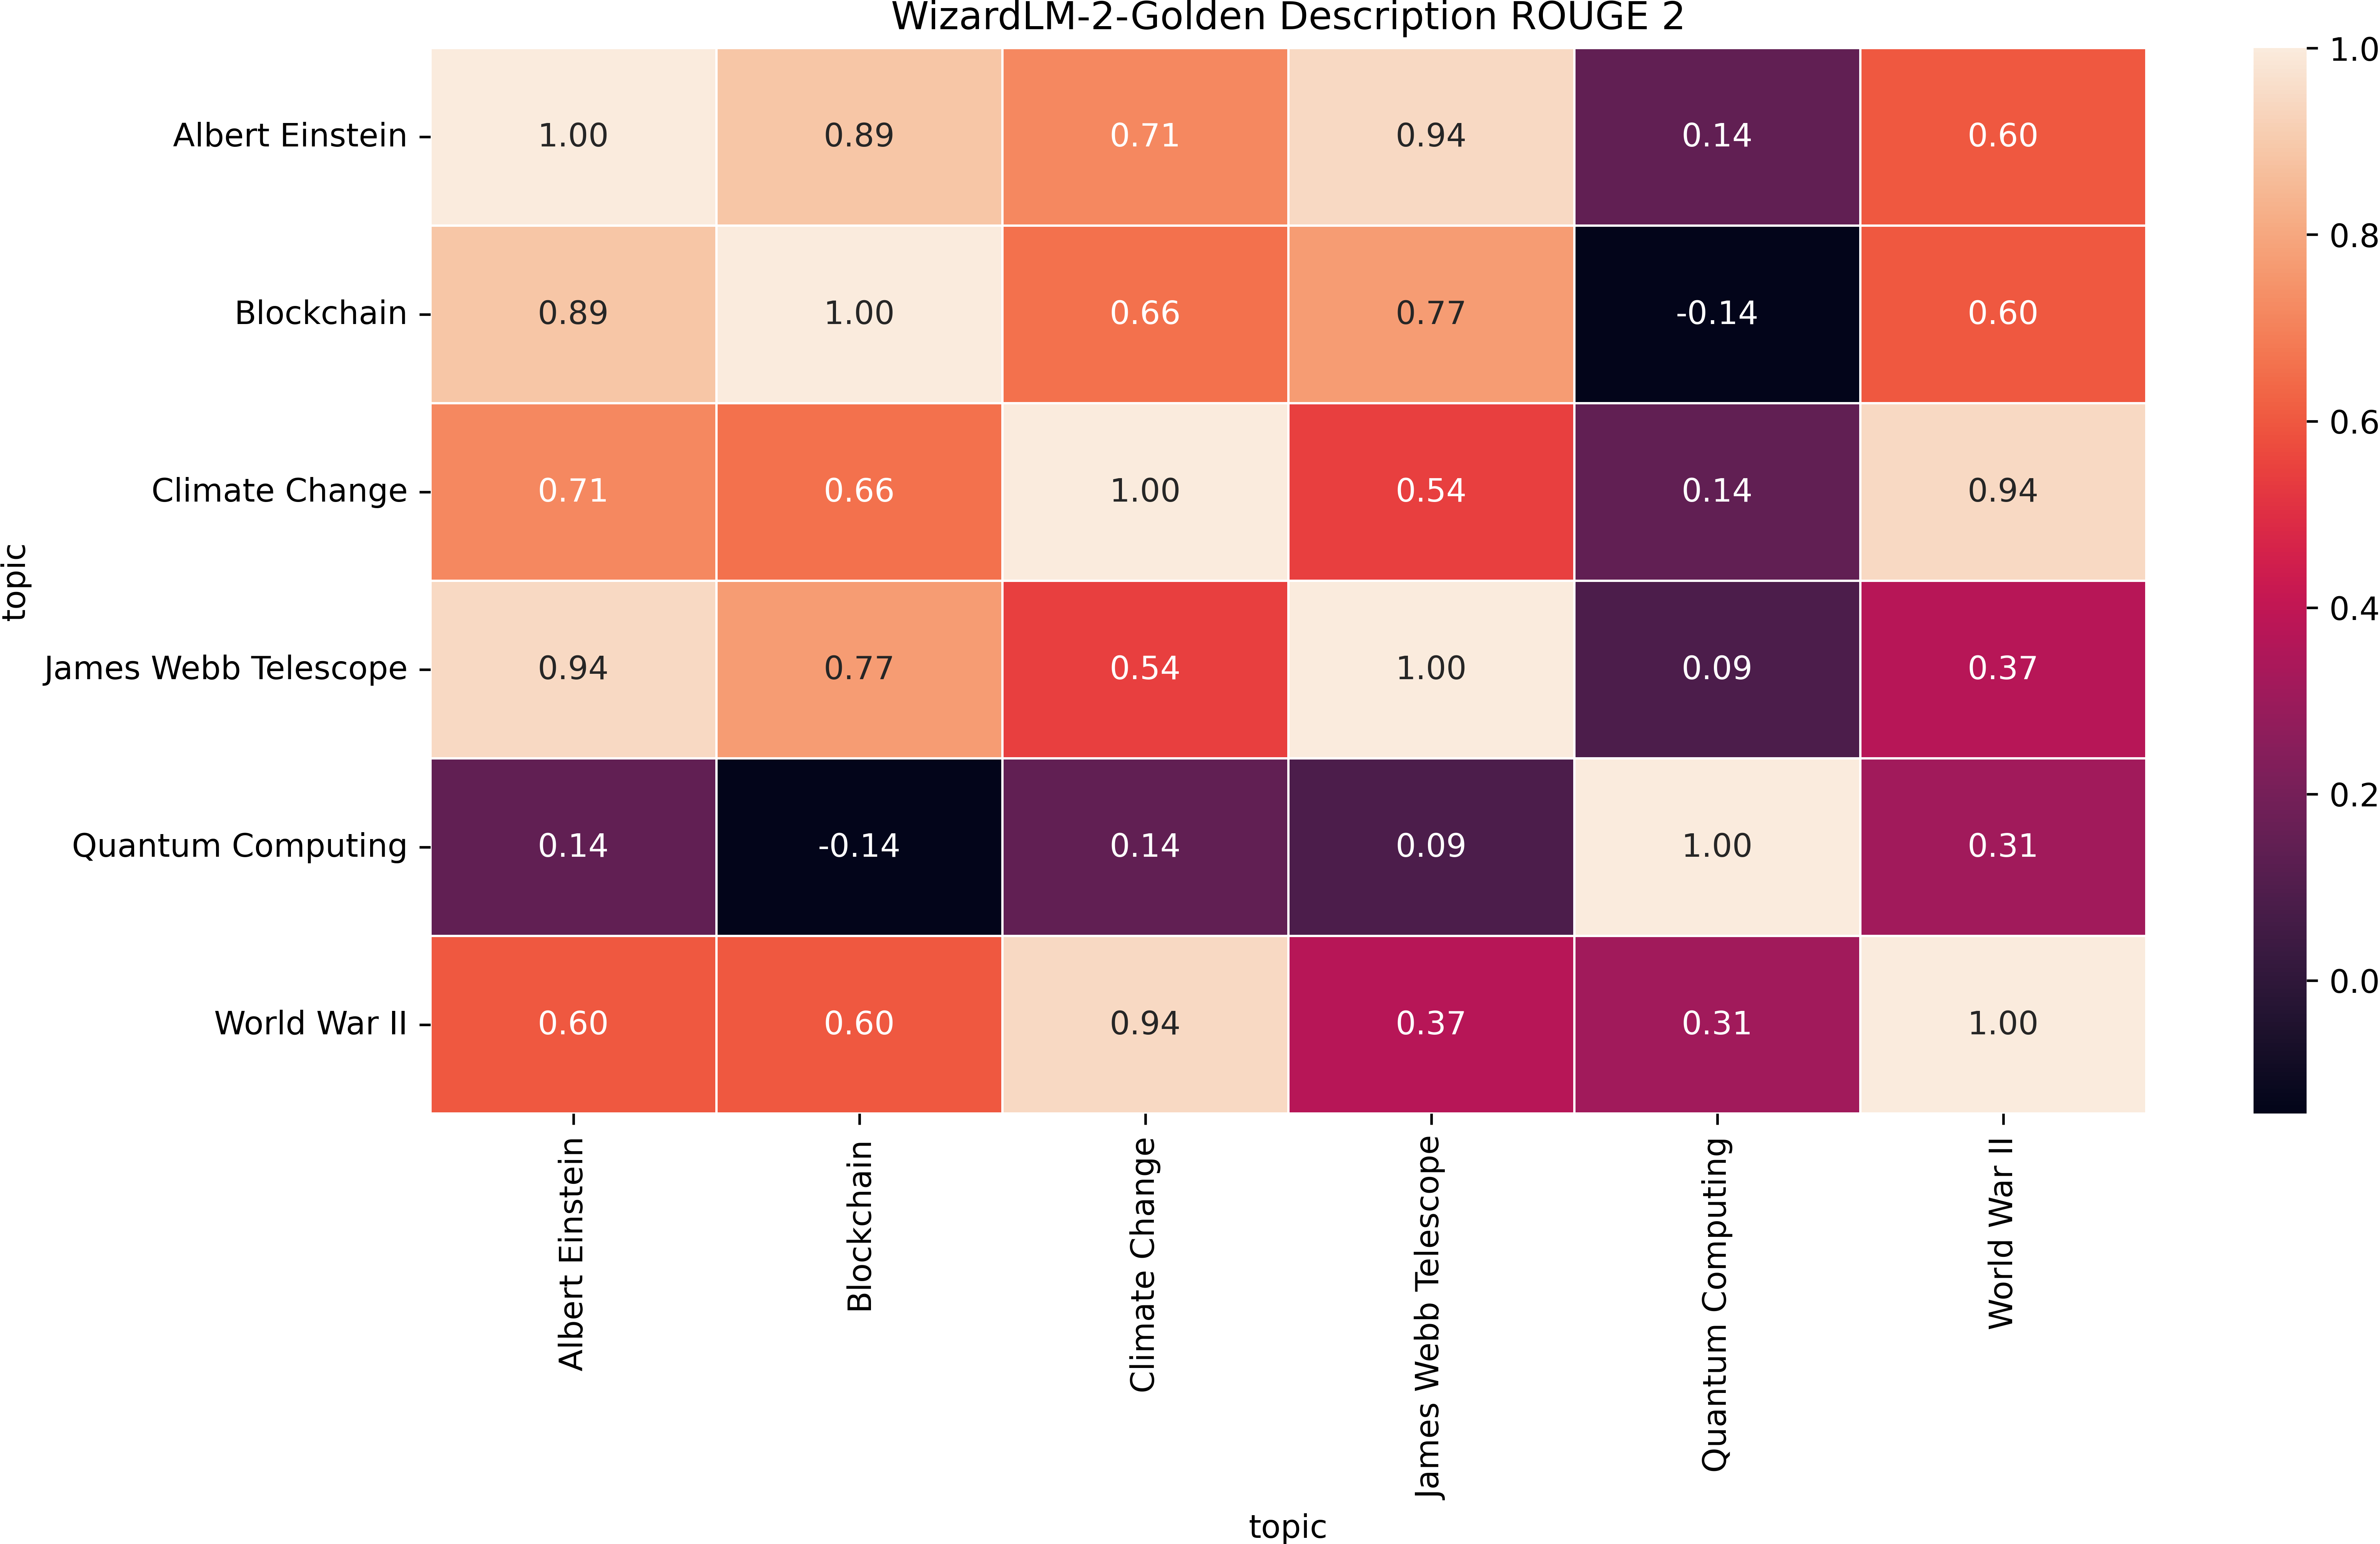 WizardLM-2-Golden Description ROUGE 2
topic
Albert Einstein 1.00 0.89 0.71 0.94 0.14 0.60
Blockchain 0.89 1.00 0.66 0.77 -0.14 0.60
Climate Change 0.71 0.66 1.00 0.54 0.14 0.94
James Webb Telescope 0.94 0.77 0.54 1.00 0.09 0.37
Quantum Computing 0.14 -0.14 0.14 0.09 1.00 0.31
World War II 0.60 0.60 0.94 0.37 0.31 1.00
Albert Einstein
Blockchain
Climate Change
James Webb Telescope
Quantum Computing
World War II
topic
1.0
0.8
0.6
0.4
0.2
0.0